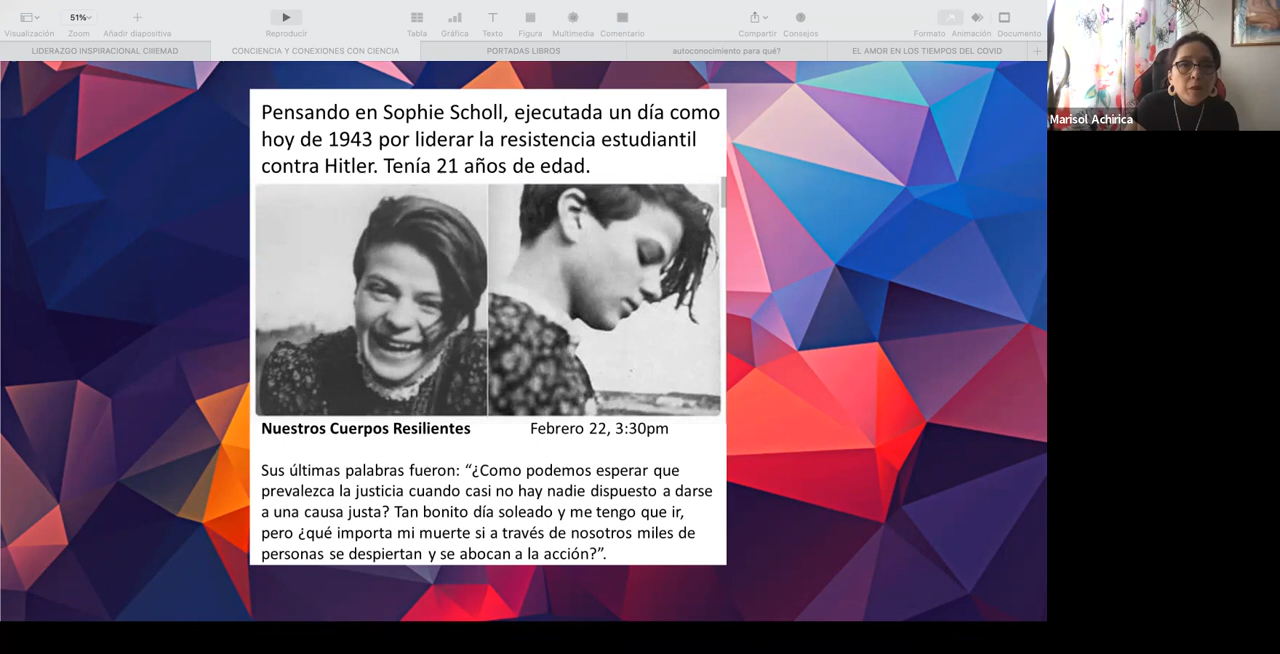 51%
Visualización
Zoom
Añadir diapositiva
Reproducir
Tabla
Gráfica
Texto
Figura
Multimedia
Comentario
Compartir
Consejos
Formato
Animación
Documento
CONCIENCIA Y CONEXIONES CON CIENCIA
PORTADAS LIBROS
autoconocimiento para qué?
EL AMOR EN LOS TIEMPOS DEL COVID
LIDERAZGO INSPIRACIONAL
Marisol Achirica
Pensando en Sophie Scholl, ejecutada un día como
hoy de 1943 por liderar la resistencia estudiantil
contra Hitler. Tenía 21 años de edad.
Nuestros Cuerpos Resilientes
Febrero 22, 3:30pm
Sus últimas palabras fueron: “¿Como podemos esperar que
prevalezca la justicia cuando casi no hay nadie dispuesto a darse
a una causa justa? Tan bonito día soleado y me tengo que ir,
pero ¿qué importa mi muerte si a través de nosotros miles de
personas se despiertan y se abocan a la acción?”.